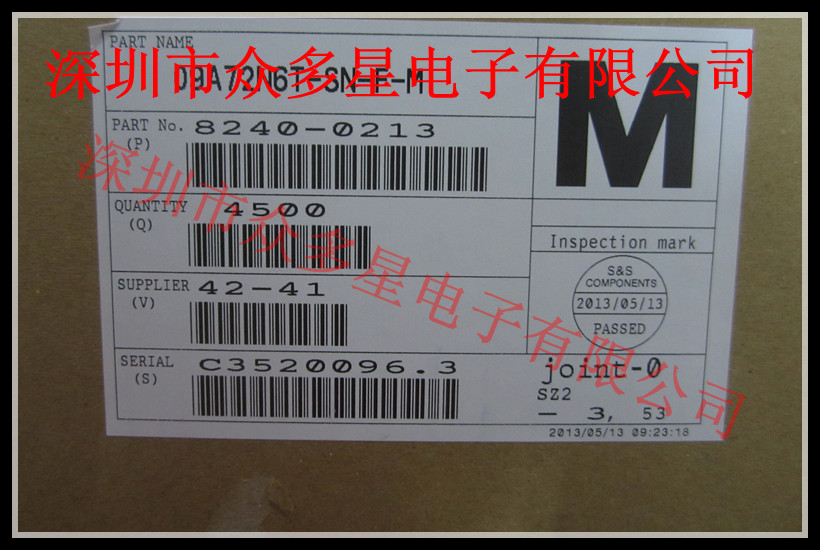 PART NAME
深圳市众多星电子有限公司
M
PART No. 8240-0213
(P)
深圳市众多星电子有限公司
QUANTITY 4500
(Q)
Inspection mark
SUPPLIER 42-41
(V)
S&S
COMPONENTS
2013/05/13
PASSED
SERIAL C3520096.3
(S)
joint-0
SZ2
- 3, 53
2013/05/13 09:23:18